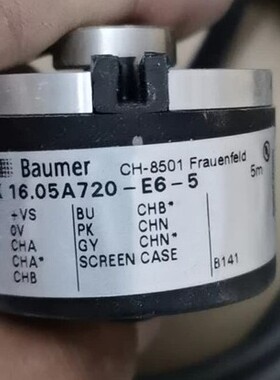 Baumer CH-8501 Frauenfeld
16.05A720-E6-5 5m
+VS BU CHB*
0V PK CHN
CHA GY CHN*
CHA* SCREEN CASE
CHB B141